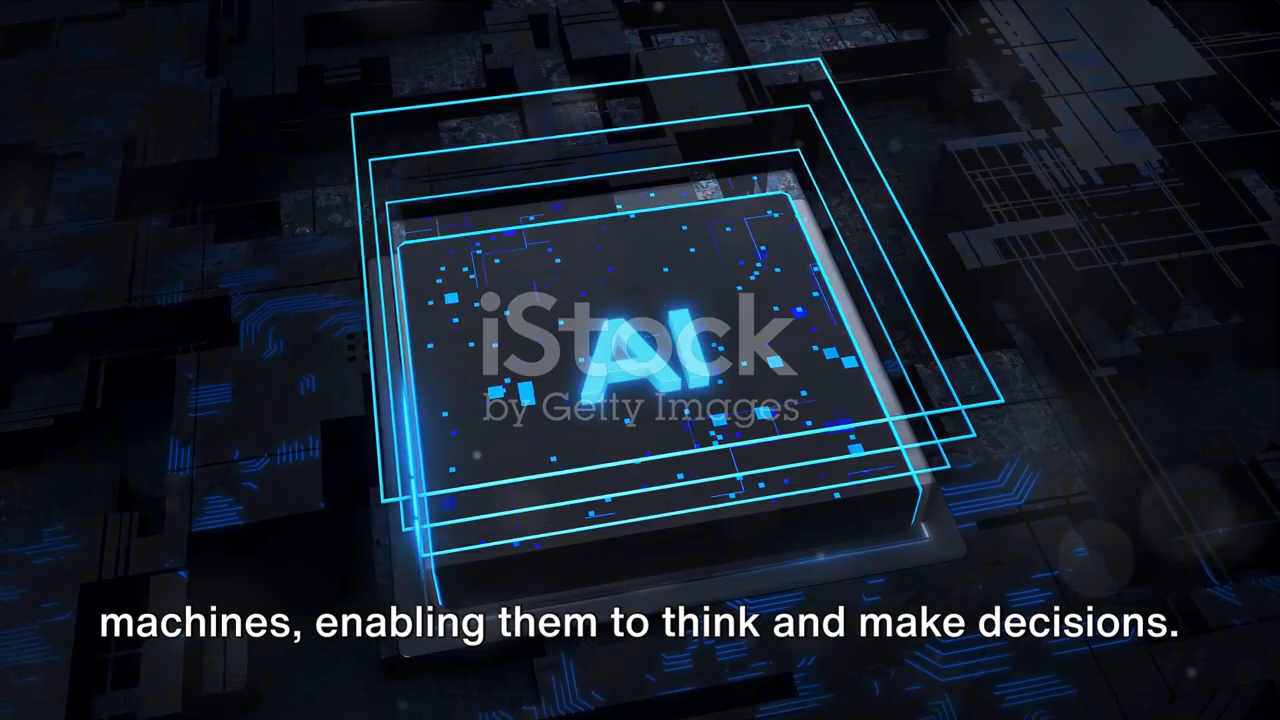 AI
iStock
by Getty Images
machines, enabling them to think and make decisions.